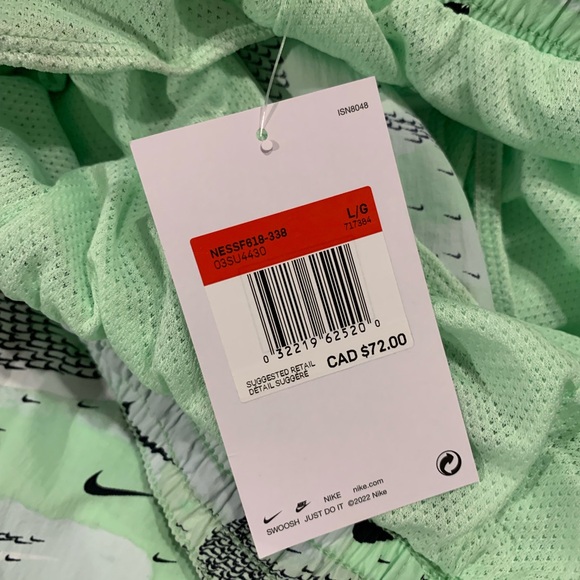 ISN8048
NESSF618-338 L/G
03SU4430 717384
0 32219 62520 0
SUGGESTED RETAIL
DÉTAIL SUGGÉRÉ
CAD $72.00
NIKE nike.com
SWOOSH JUST DO IT ©2022 Nike